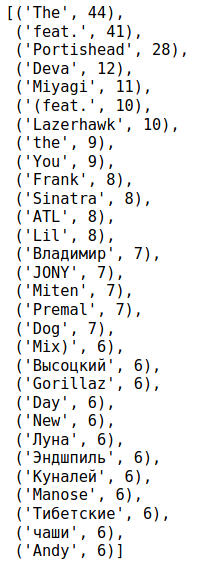 [('The', 44),
('feat.', 41),
('Portishead', 28),
('Deva', 12),
('Miyagi', 11),
('(feat.', 10),
('Lazerhawk', 10),
('the', 9),
('You', 9),
('Frank', 8),
('Sinatra', 8),
('ATL', 8),
('Lil', 8),
('Владимир', 7),
('JONY', 7),
('Miten', 7),
('Premal', 7),
('Dog', 7),
('Mix)', 6),
('Высоцкий', 6),
('Gorillaz', 6),
('Day', 6),
('New', 6),
('Луна', 6),
('Эндшпиль', 6),
('Куналей', 6),
('Manose', 6),
('Тибетские', 6),
('чаши', 6),
('Andy', 6)]